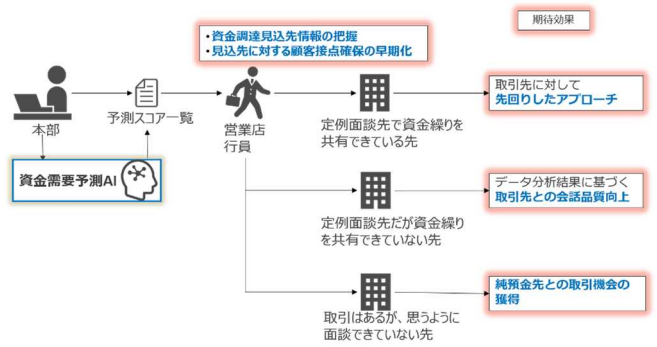 期待効果
・資金調達見込先情報の把握
・見込先に対する顧客接点確保の早期化
本部
予測スコア一覧
営業店
行員
資金需要予測AI
定例面談先で資金繰りを
共有できている先
取引先に対して
先回りしたアプローチ
定例面談先だが資金繰り
を共有できていない先
データ分析結果に基づく
取引先との会話品質向上
取引はあるが、思うように
面談できていない先
純預金先との取引機会の
獲得